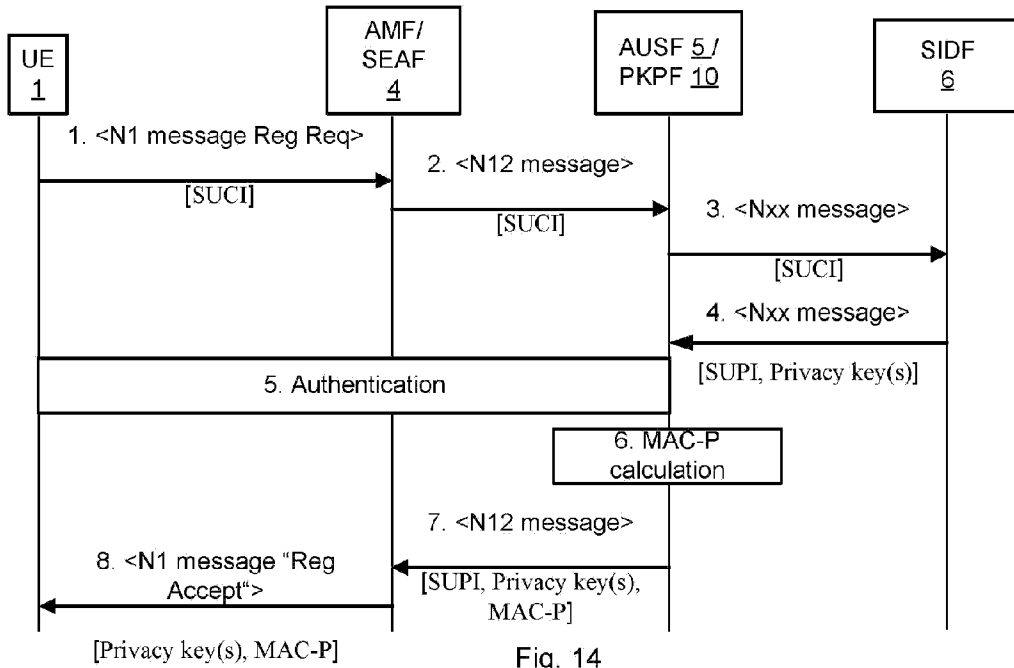 UE
1
AMF/
SEAF
4
AUSF 5/
PKPF 10
SIDF
6
1. <N1 message Reg Req>
[SUCI]
2. <N12 message>
[SUCI]
3. <Nxx message>
[SUCI]
4. <Nxx message>
[SUPI, Privacy key(s)]
5. Authentication
6. MAC-P
calculation
7. <N12 message>
[SUPI, Privacy key(s),
MAC-P]
8. <N1 message “Reg
Accept“>
[Privacy key(s), MAC-P]
Fig. 14